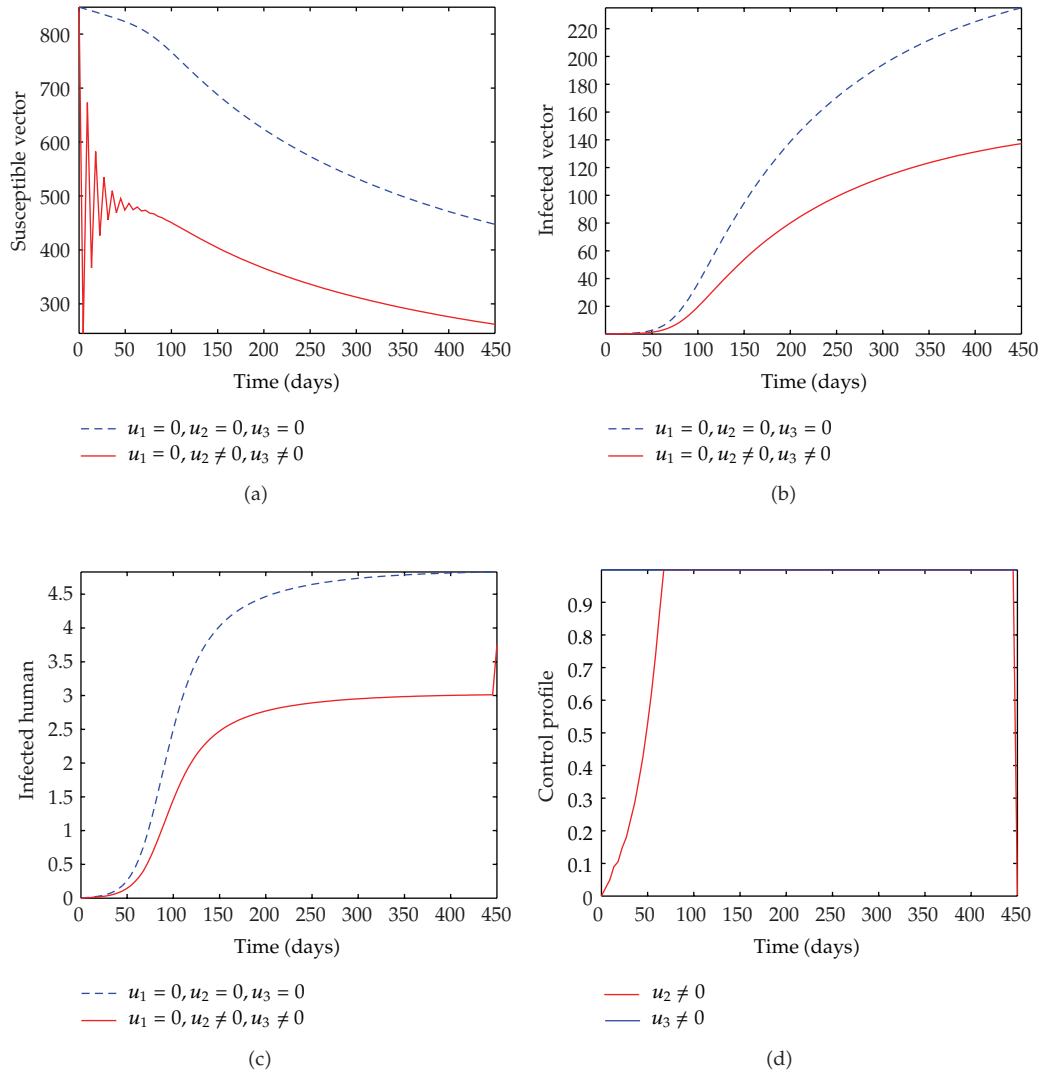 800
700
600
500
400
300
Susceptible vector
0 50 100 150 200 250 300 350 400 450
Time (days)
u₁ = 0, u₂ = 0, u₃ = 0
u₁ = 0, u₂ ≠ 0, u₃ ≠ 0
(a)
220
200
180
160
140
120
100
80
60
40
20
Infected vector
0 50 100 150 200 250 300 350 400 450
Time (days)
u₁ = 0, u₂ = 0, u₃ = 0
u₁ = 0, u₂ ≠ 0, u₃ ≠ 0
(b)
4.5
4
3.5
3
2.5
2
1.5
1
0.5
0
Infected human
0 50 100 150 200 250 300 350 400 450
Time (days)
u₁ = 0, u₂ = 0, u₃ = 0
u₁ = 0, u₂ ≠ 0, u₃ ≠ 0
(c)
0.9
0.8
0.7
0.6
0.5
0.4
0.3
0.2
0.1
0
Control profile
0 50 100 150 200 250 300 350 400 450
Time (days)
u₂ ≠ 0
u₃ ≠ 0
(d)